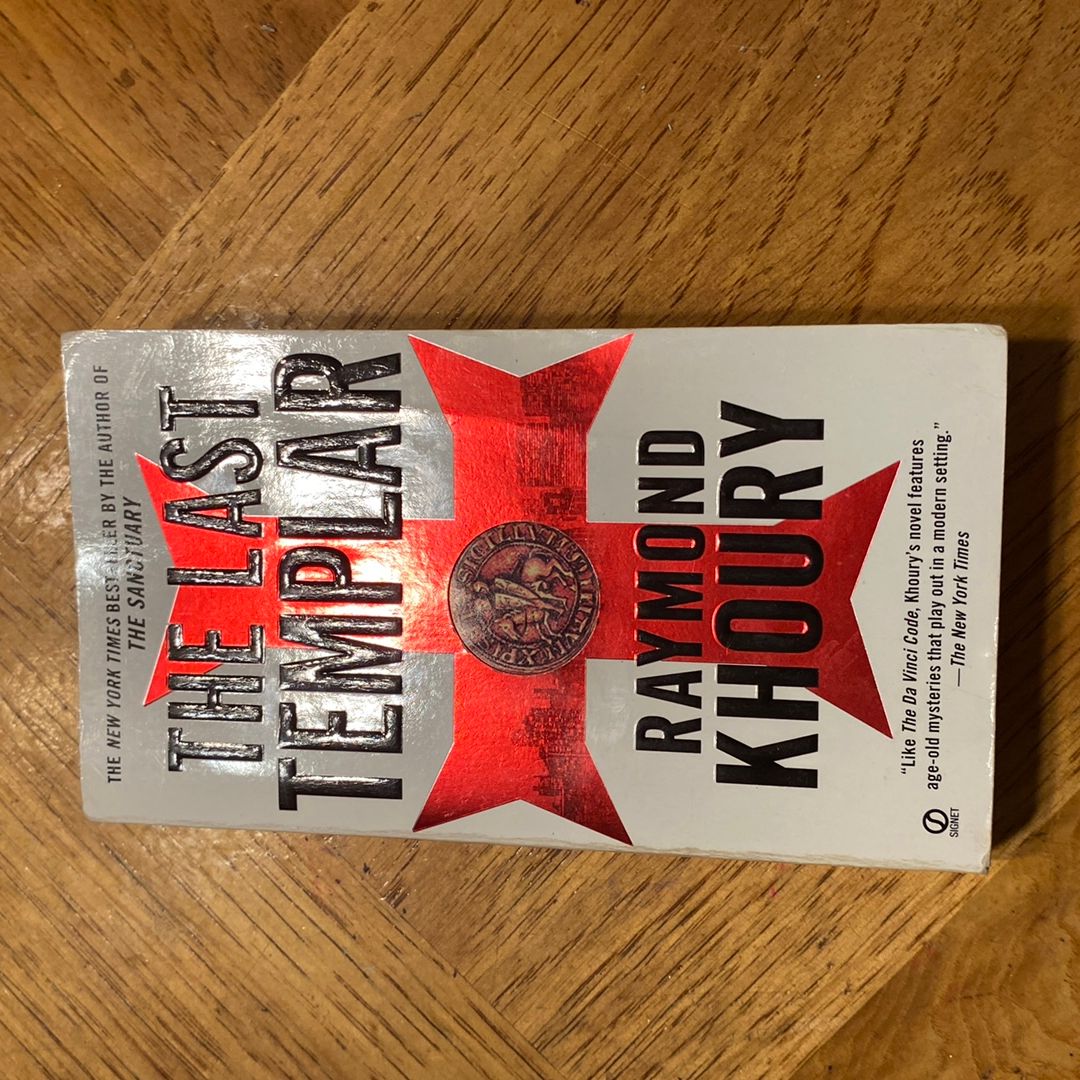 THE NEW YORK TIMES BESTSELLER BY THE AUTHOR OF
THE SANCTUARY
THE LAST
TEMPLAR
RAYMOND
KHOURY
“Like The Da Vinci Code, Khoury’s novel features
age-old mysteries that play out in a modern setting.”
—The New York Times
SIGNET